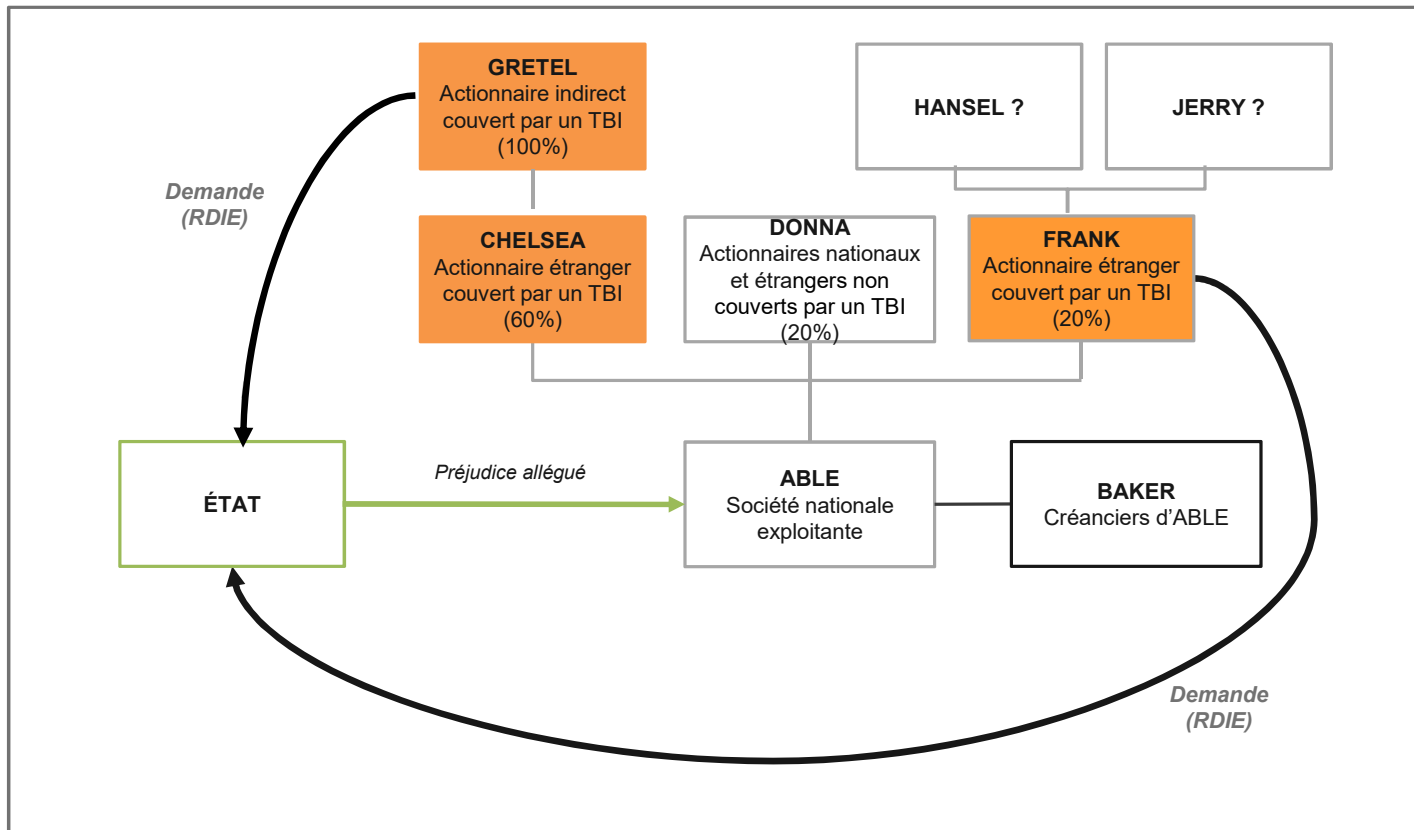 GRETEL
Actionnaire indirect
couvert par un TBI
(100%)
HANSEL ?
JERRY ?
Demande
(RDIE)
CHELSEA
Actionnaire étranger
couvert par un TBI
(60%)
DONNA
Actionnaires nationaux
et étrangers non
couverts par un TBI
(20%)
FRANK
Actionnaire étranger
couvert par un TBI
(20%)
ÉTAT
Préjudice allégué
ABLE
Société nationale
exploitante
BAKER
Créanciers d’ABLE
Demande
(RDIE)